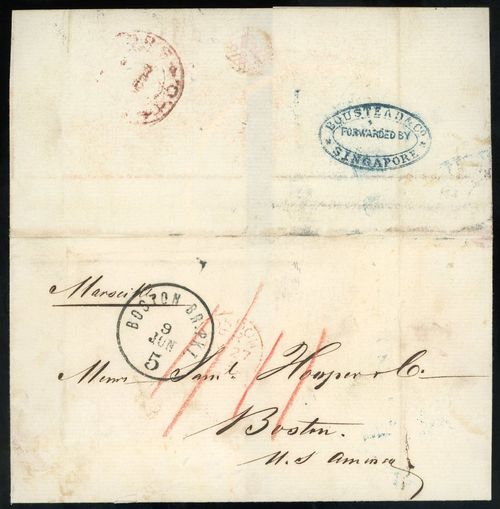 BOUSTEAD & CO
FORWARDED BY
SINGAPORE
Marseille
BOSTON BR. PKT.
9
JUN
5
Messrs Saml. Hooper & Co.
Boston.
U.S America